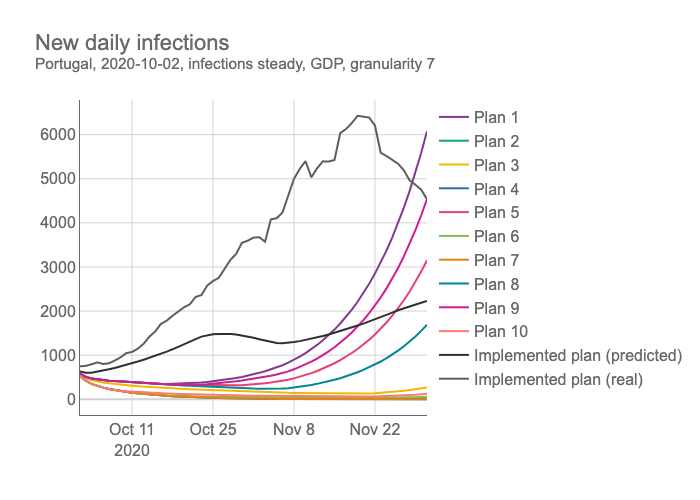 New daily infections
Portugal, 2020-10-02, infections steady, GDP, granularity 7
6000
5000
4000
3000
2000
1000
0
Oct 11
2020
Oct 25
Nov 8
Nov 22
Plan 1
Plan 2
Plan 3
Plan 4
Plan 5
Plan 6
Plan 7
Plan 8
Plan 9
Plan 10
Implemented plan (predicted)
Implemented plan (real)